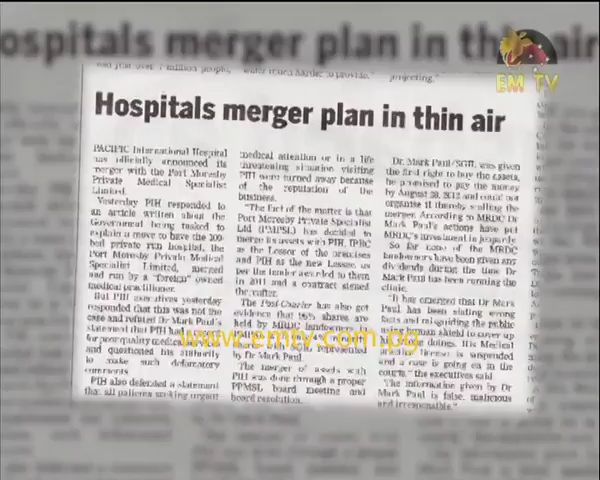 ospitals merger plan in thin air
EM TV
Hospitals merger plan in thin air
PACIFIC International Hospital
has officially announced its
merger with the Port Moresby
Private Medical Specialist
Limited.
Yesterday PIH responded to
an article written about the
Government being tasked to
explain a move to have the 100-
bed private run hospital, the
Port Moresby Private Medical
Specialist Limited, merged
and run by a "foreign" owned
medical practitioner.
But PIH executives yesterday
responded that this was not the
case and refuted Dr Mark Paul's
statement that PIH had a
for poor quality medical
and questioned his authority
to make such defamatory
comments.
PIH also defended a statement
that all patients seeking urgent
medical attention or in a life
threatening situation visiting
PIH were turned away because
of the reputation of the
business.
"The fact of the matter is that
Port Moresby Private Specialist
Ltd (PMPSL) has decided to
merge its assets with PIH, TPBC
as the Lessor of the premises
and PIH as the new Lessee, as
per the tender awarded to them
in 2011 and a contract signed
thereafter.
The Post-Courier has also got
evidence that 16% shares are
held by MRDC landowners
represented
by Dr Mark Paul.
The merger of assets with
PIH was done through a proper
PPMSL board meeting and
board resolution.
Dr. Mark Paul/SGH, was given
the first right to buy the assets,
he promised to pay the money
by August 28, 2012 and could not
organise it thereby stalling the
merger. According to MRDC Dr
Mark Paul's actions have put
MRDC's investment in jeopardy.
So far none of the MRDC
landowners have been given any
dividends during the time Dr
Mark Paul has been running the
clinic.
"It has emerged that Dr Mark
Paul has been stating wrong
facts and misguiding the public
using human shield to cover up
doings. His Medical
license is suspended
and a case is going on in the
courts," the executives said.
The information given by Dr
Mark Paul is false, malicious
and irresponsible."
www.emtv.com.pg